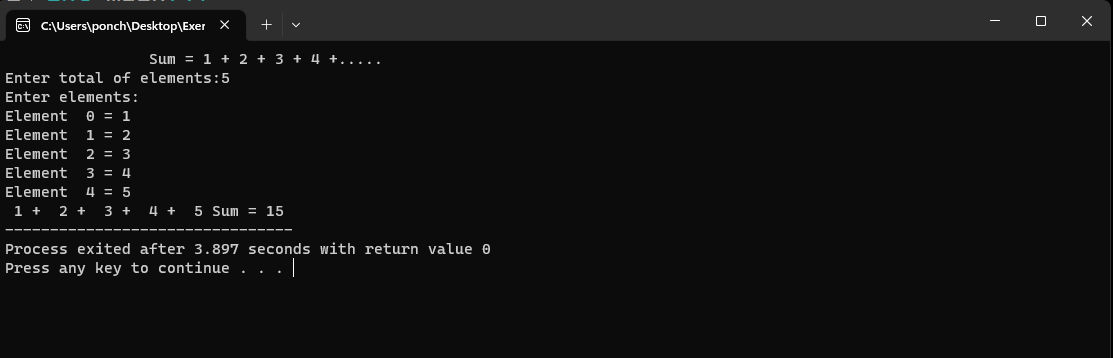 C:\Users\ponch\Desktop\Exer
Sum = 1 + 2 + 3 + 4 +.....
Enter total of elements:5
Enter elements:
Element  0 = 1
Element  1 = 2
Element  2 = 3
Element  3 = 4
Element  4 = 5
 1 +  2 +  3 +  4 +  5 Sum = 15
--------------------------------
Process exited after 3.897 seconds with return value 0
Press any key to continue . . .